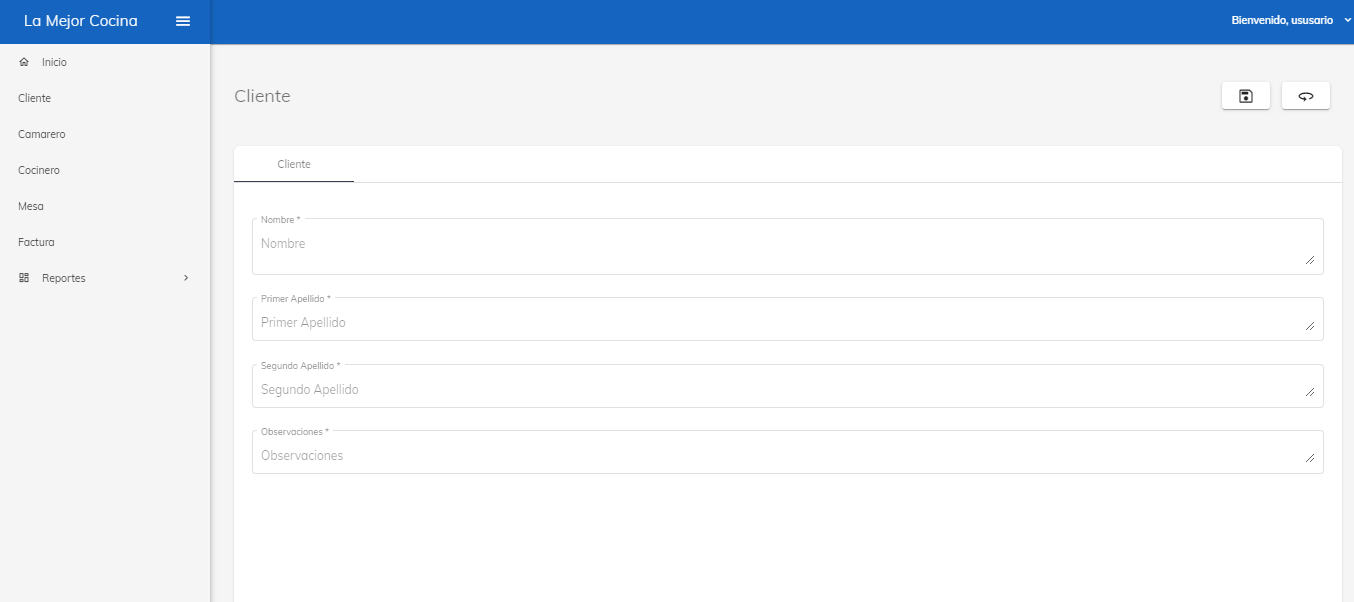 La Mejor Cocina
Bienvenido, ususario
Inicio
Cliente
Camarero
Cocinero
Mesa
Factura
Reportes
Cliente
Cliente
Nombre *
Nombre
Primer Apellido *
Primer Apellido
Segundo Apellido *
Segundo Apellido
Observaciones *
Observaciones